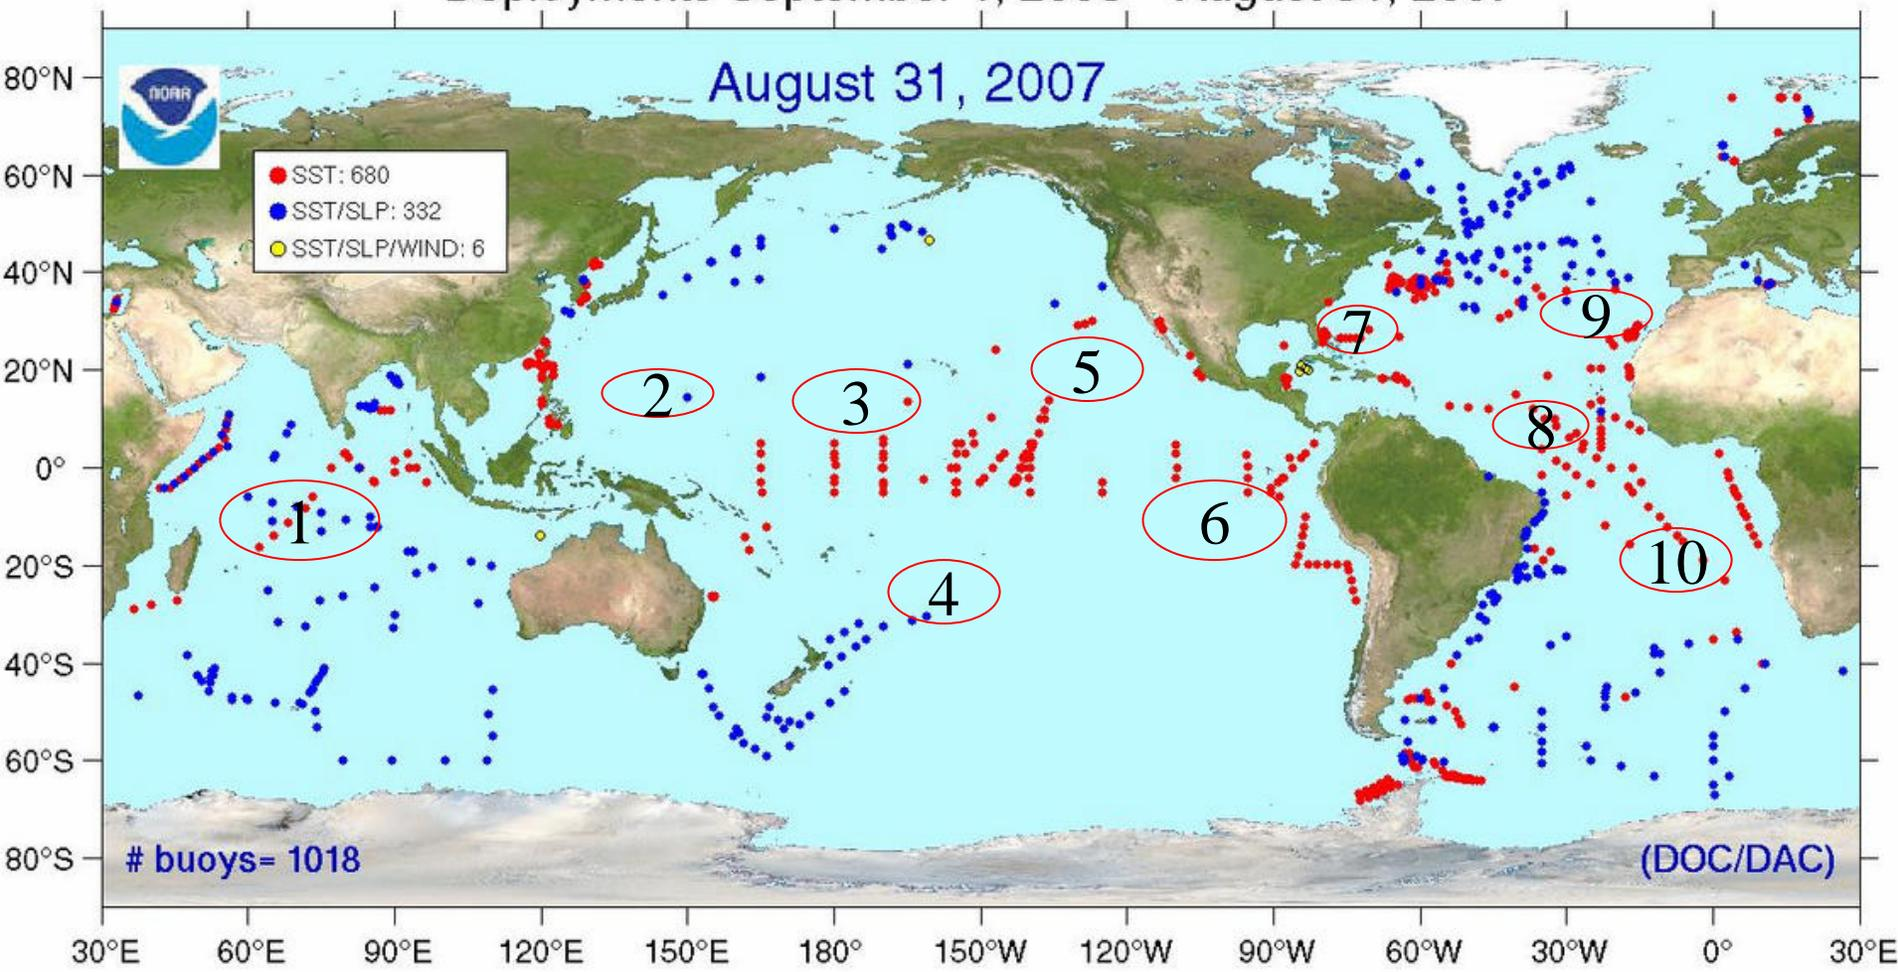 August 31, 2007
NOAA
SST: 680
SST/SLP: 332
SST/SLP/WIND: 6
80°N
60°N
40°N
20°N
0°
20°S
40°S
60°S
80°S
1
2
3
4
5
6
7
8
9
10
# buoys= 1018
(DOC/DAC)
30°E 60°E 90°E 120°E 150°E 180° 150°W 120°W 90°W 60°W 30°W 0° 30°E